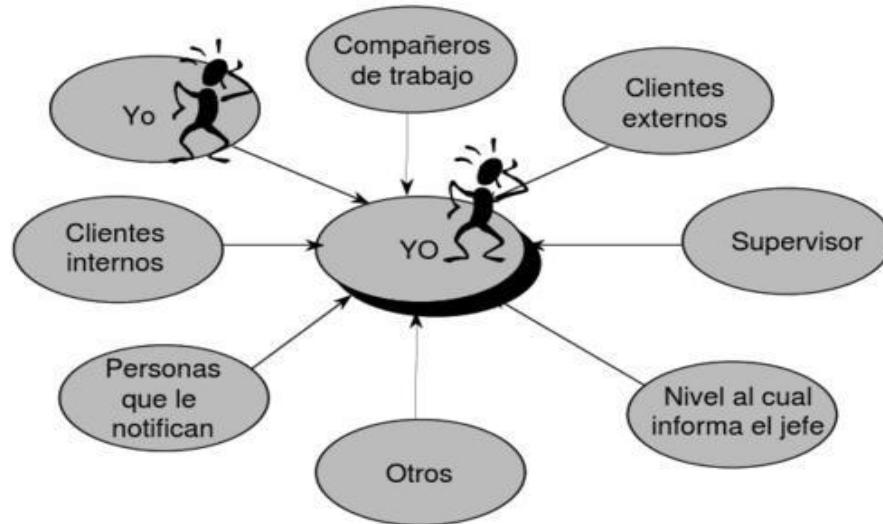 Compañeros
de trabajo
Yo
Clientes
externos
Clientes
internos
YO
Supervisor
Personas
que le
notifican
Nivel al cual
informa el jefe
Otros